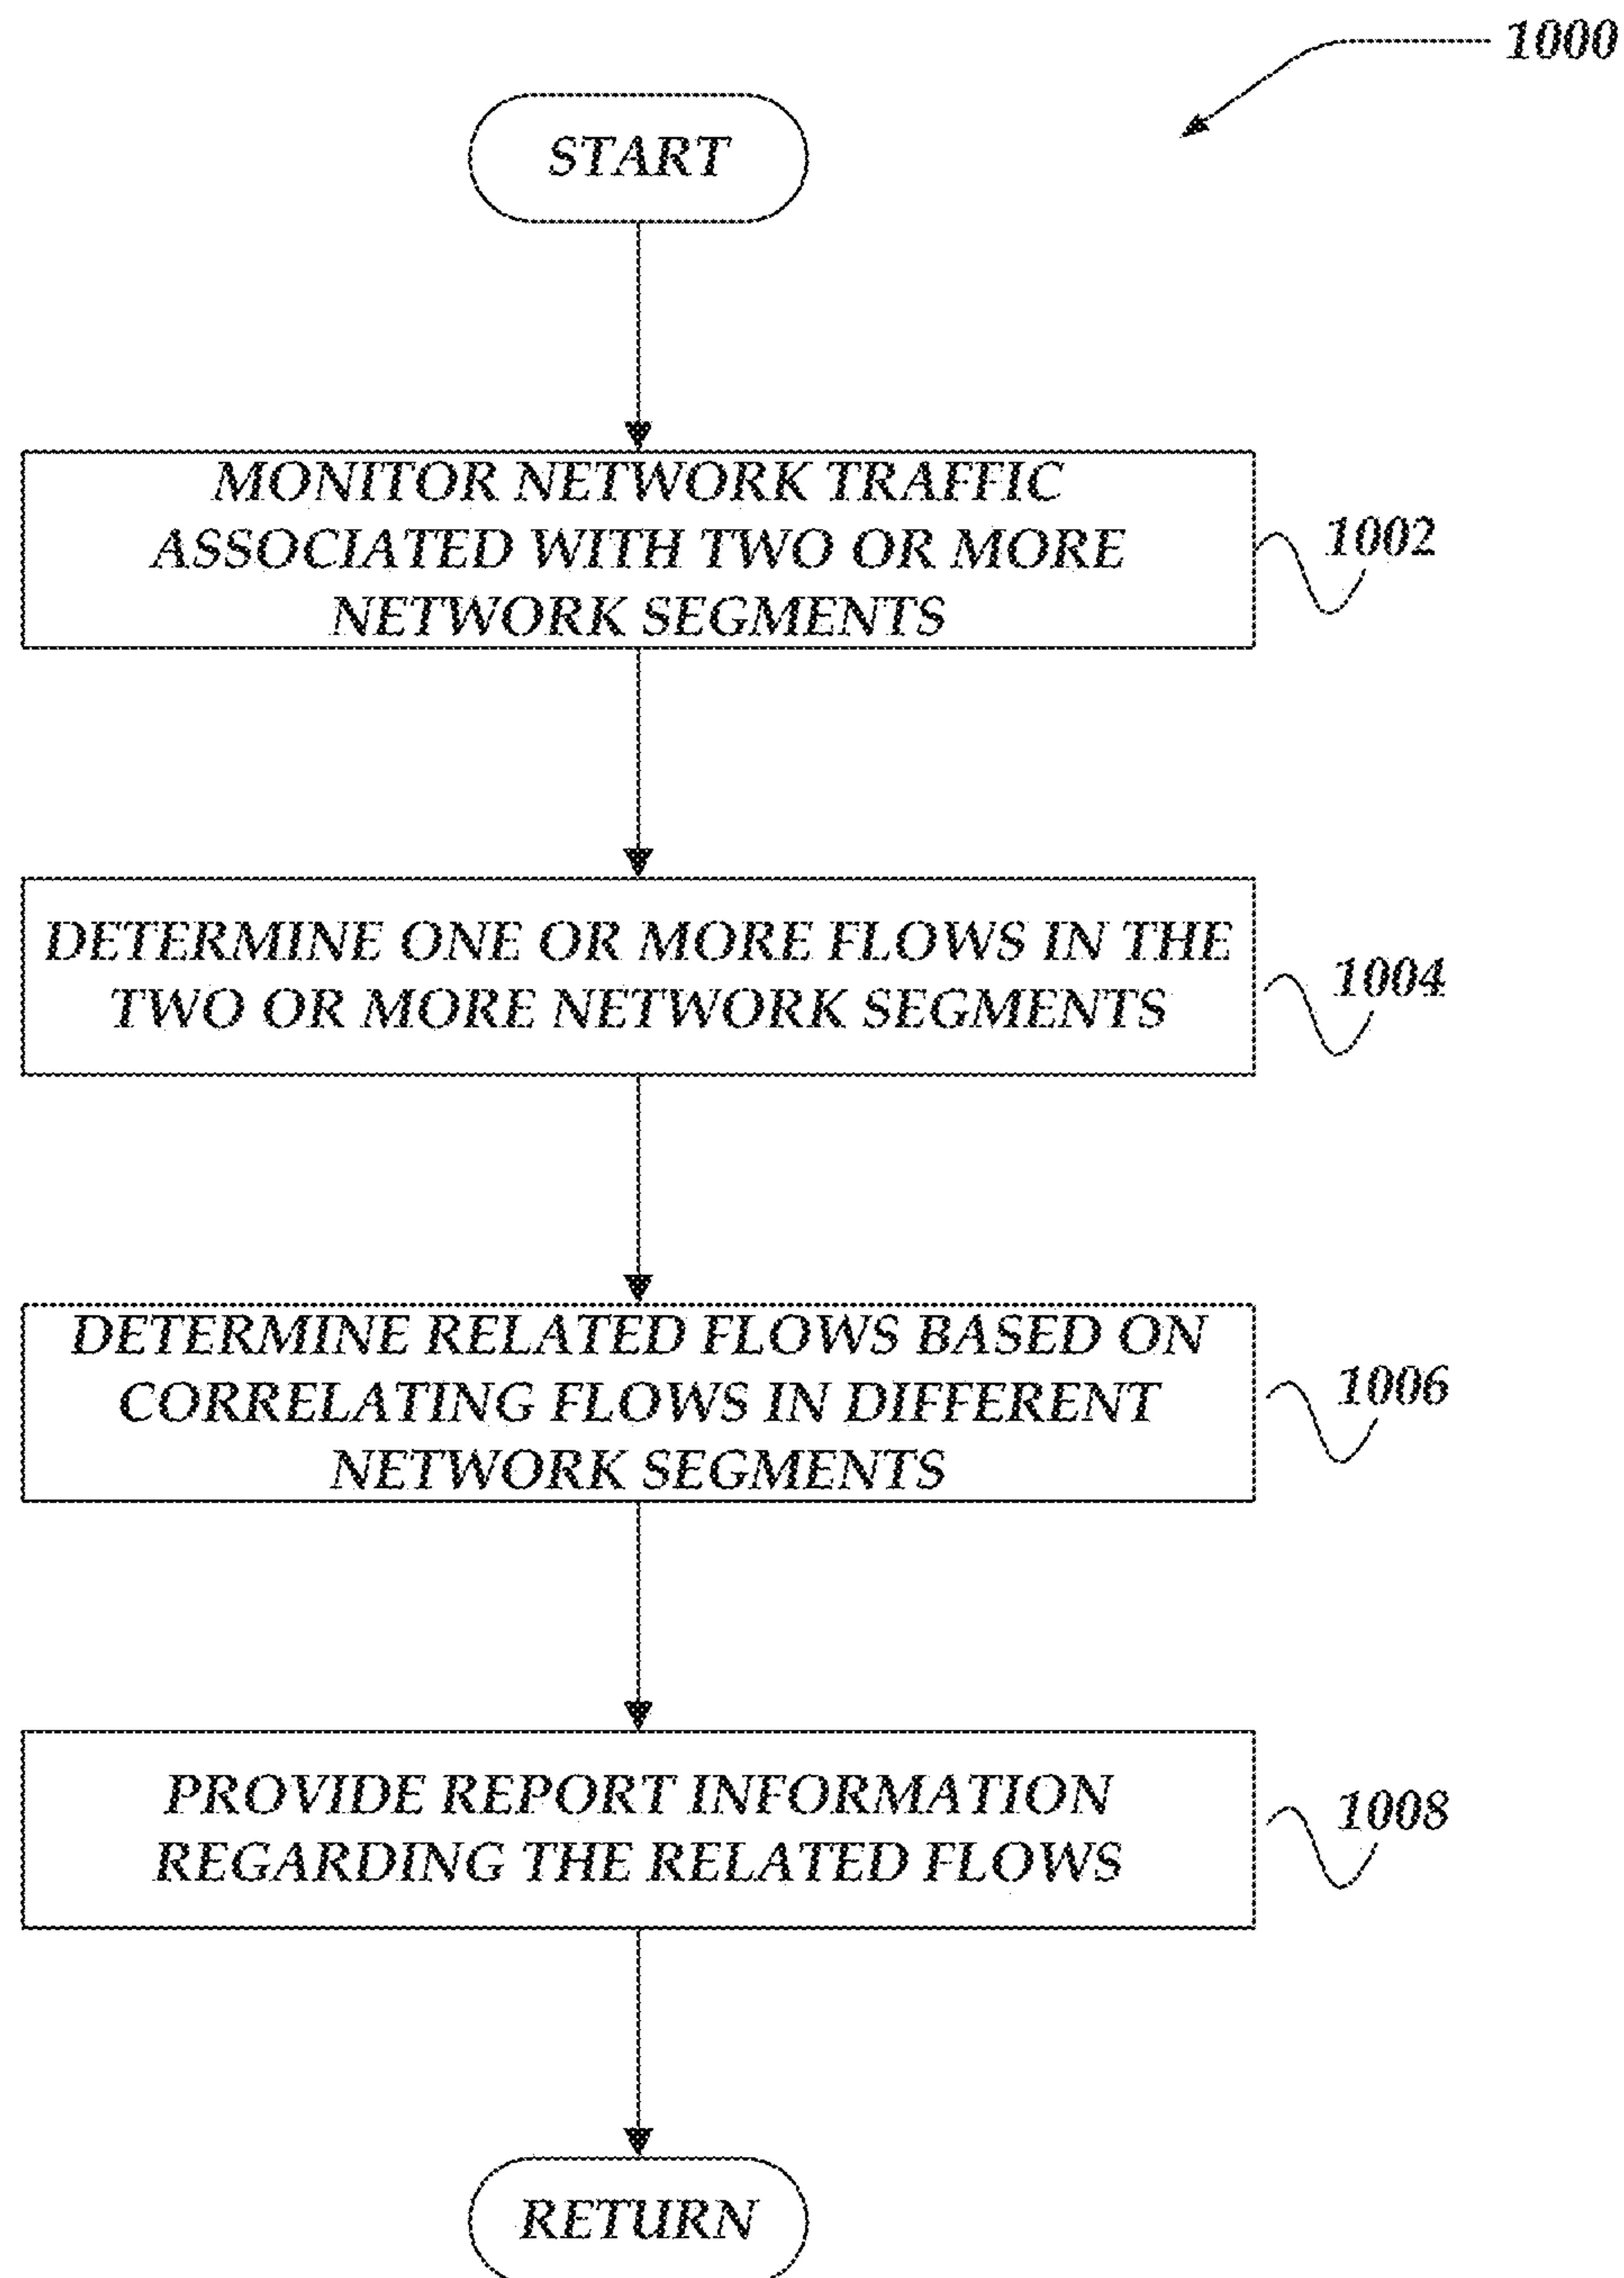 1000
START
MONITOR NETWORK TRAFFIC
ASSOCIATED WITH TWO OR MORE
NETWORK SEGMENTS
1002
DETERMINE ONE OR MORE FLOWS IN THE
TWO OR MORE NETWORK SEGMENTS
1004
DETERMINE RELATED FLOWS BASED ON
CORRELATING FLOWS IN DIFFERENT
NETWORK SEGMENTS
1006
PROVIDE REPORT INFORMATION
REGARDING THE RELATED FLOWS
1008
RETURN